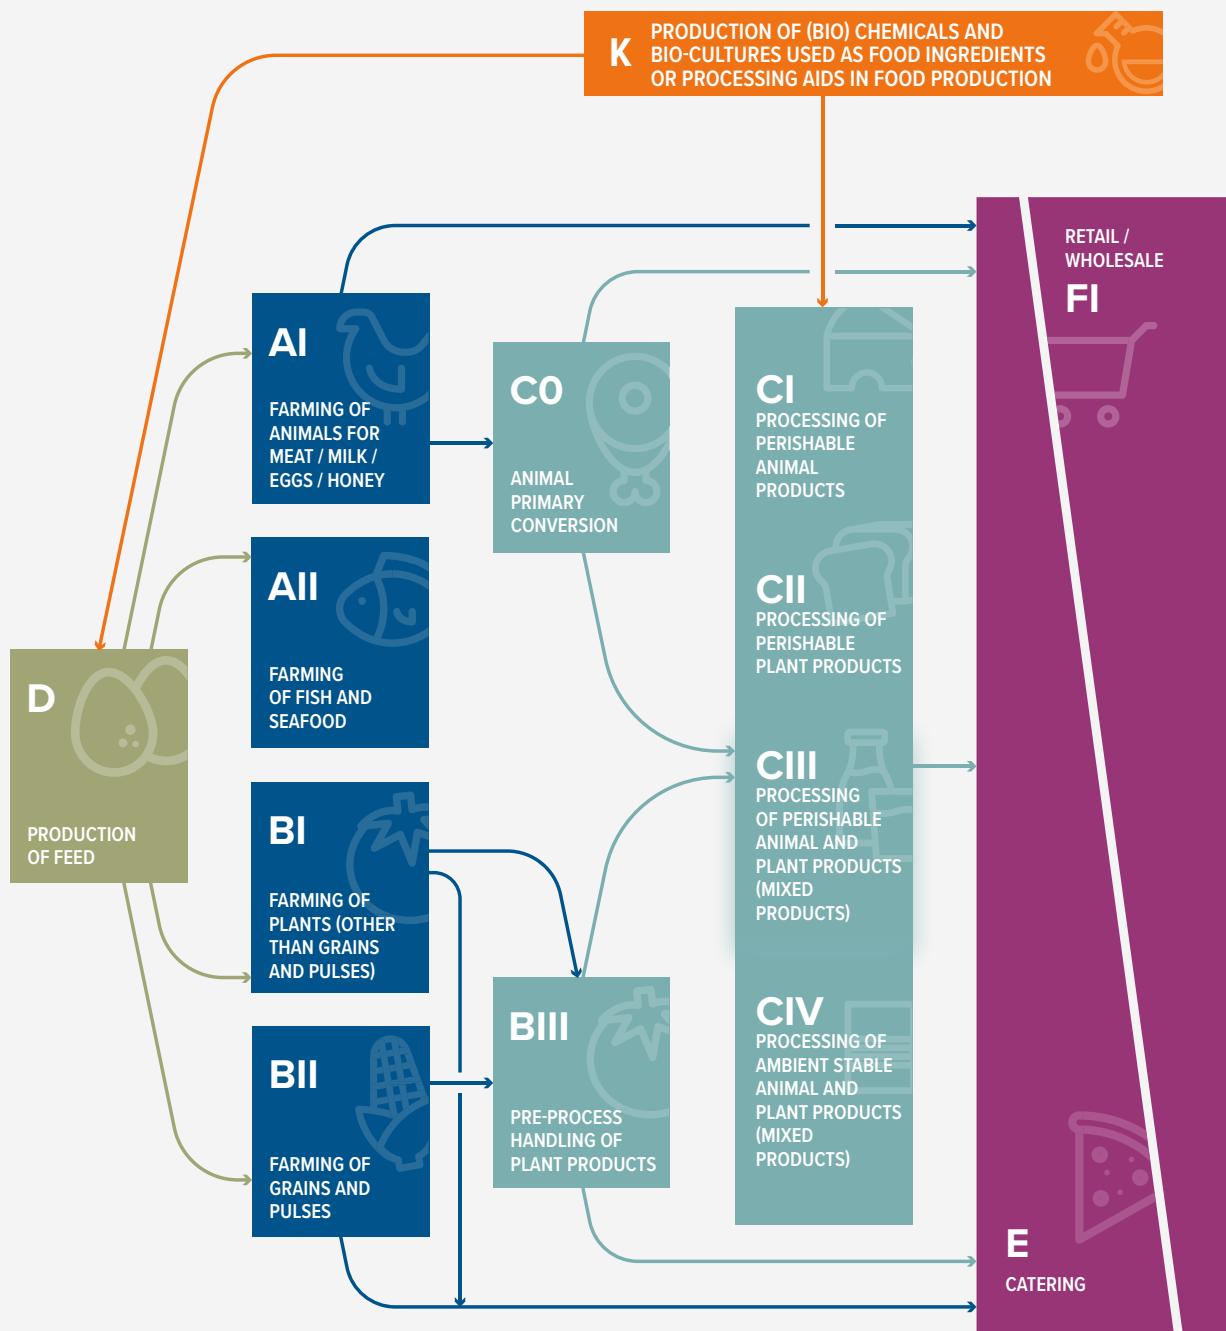 K
PRODUCTION OF (BIO) CHEMICALS AND
BIO-CULTURES USED AS FOOD INGREDIENTS
OR PROCESSING AIDS IN FOOD PRODUCTION
RETAIL /
WHOLESALE
FI
AI
FARMING OF
ANIMALS FOR
MEAT / MILK /
EGGS / HONEY
C0
ANIMAL
PRIMARY
CONVERSION
CI
PROCESSING OF
PERISHABLE
ANIMAL
PRODUCTS
AII
FARMING
OF FISH AND
SEAFOOD
CII
PROCESSING OF
PERISHABLE
PLANT PRODUCTS
D
PRODUCTION
OF FEED
BI
FARMING OF
PLANTS (OTHER
THAN GRAINS
AND PULSES)
CIII
PROCESSING
OF PERISHABLE
ANIMAL AND
PLANT PRODUCTS
(MIXED
PRODUCTS)
BII
FARMING OF
GRAINS AND
PULSES
BIII
PRE-PROCESS
HANDLING OF
PLANT PRODUCTS
CIV
PROCESSING OF
AMBIENT STABLE
ANIMAL AND
PLANT PRODUCTS
(MIXED
PRODUCTS)
E
CATERING